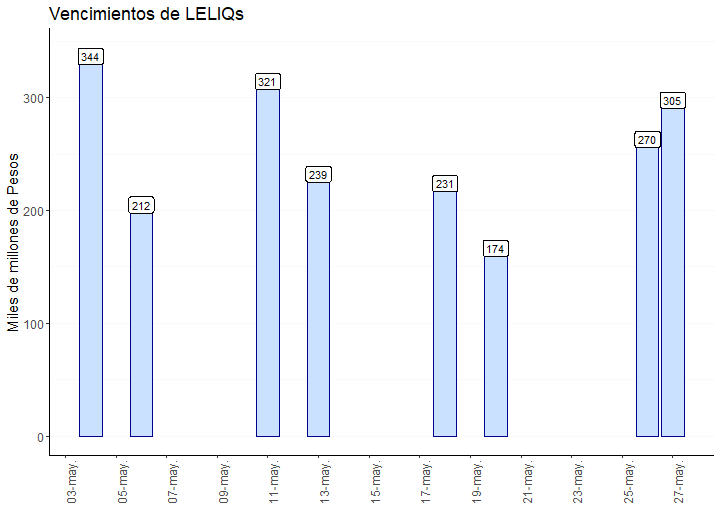 Vencimientos de LELIQs
Miles de millones de Pesos
300
200
100
0
344
212
321
239
231
174
270
305
03-may.
05-may.
07-may.
09-may.
11-may.
13-may.
15-may.
17-may.
19-may.
21-may.
23-may.
25-may.
27-may.